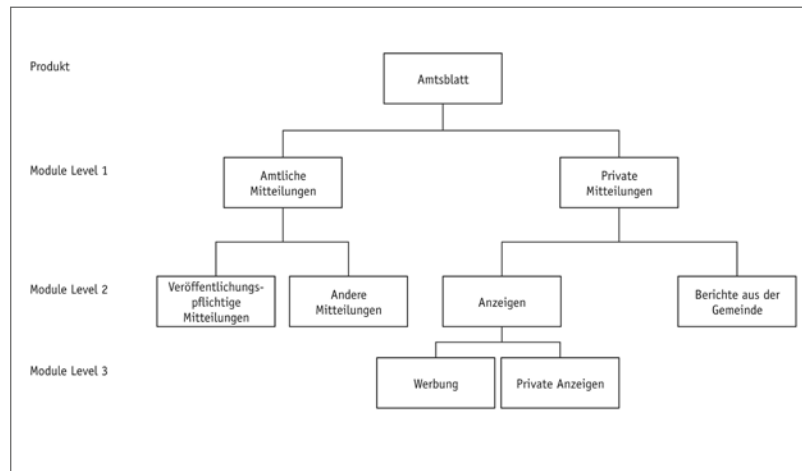 Produkt
Amtsblatt
Module Level 1
Amtliche
Mitteilungen
Private
Mitteilungen
Module Level 2
Veröffentlichungs-
pflichtige
Mitteilungen
Andere
Mitteilungen
Anzeigen
Berichte aus der
Gemeinde
Module Level 3
Werbung
Private Anzeigen